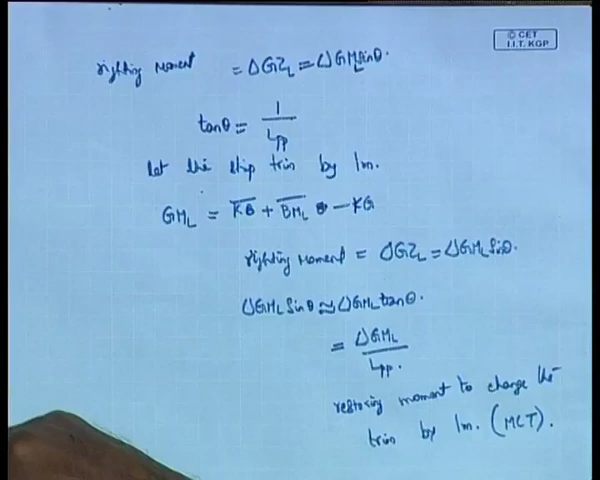 © CET
I.I.T. KGP
righting moment = ΔGZL = ΔGML sinθ.
tanθ = 1 / LPP
let the ship trim by 1m.
GML = KB + BML - KG
righting moment = ΔGZL = ΔGML sinθ.
ΔGML sinθ ≈ ΔGML tanθ.
= ΔGML / LPP.
restoring moment to change the
trim by 1m. (MCT).